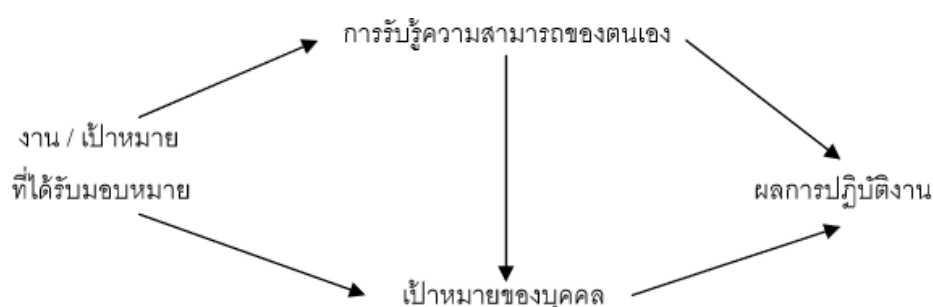 การรับรู้ความสามารถของตนเอง
งาน / เป้าหมาย
ที่ได้รับมอบหมาย
ผลการปฏิบัติงาน
เป้าหมายของบุคคล